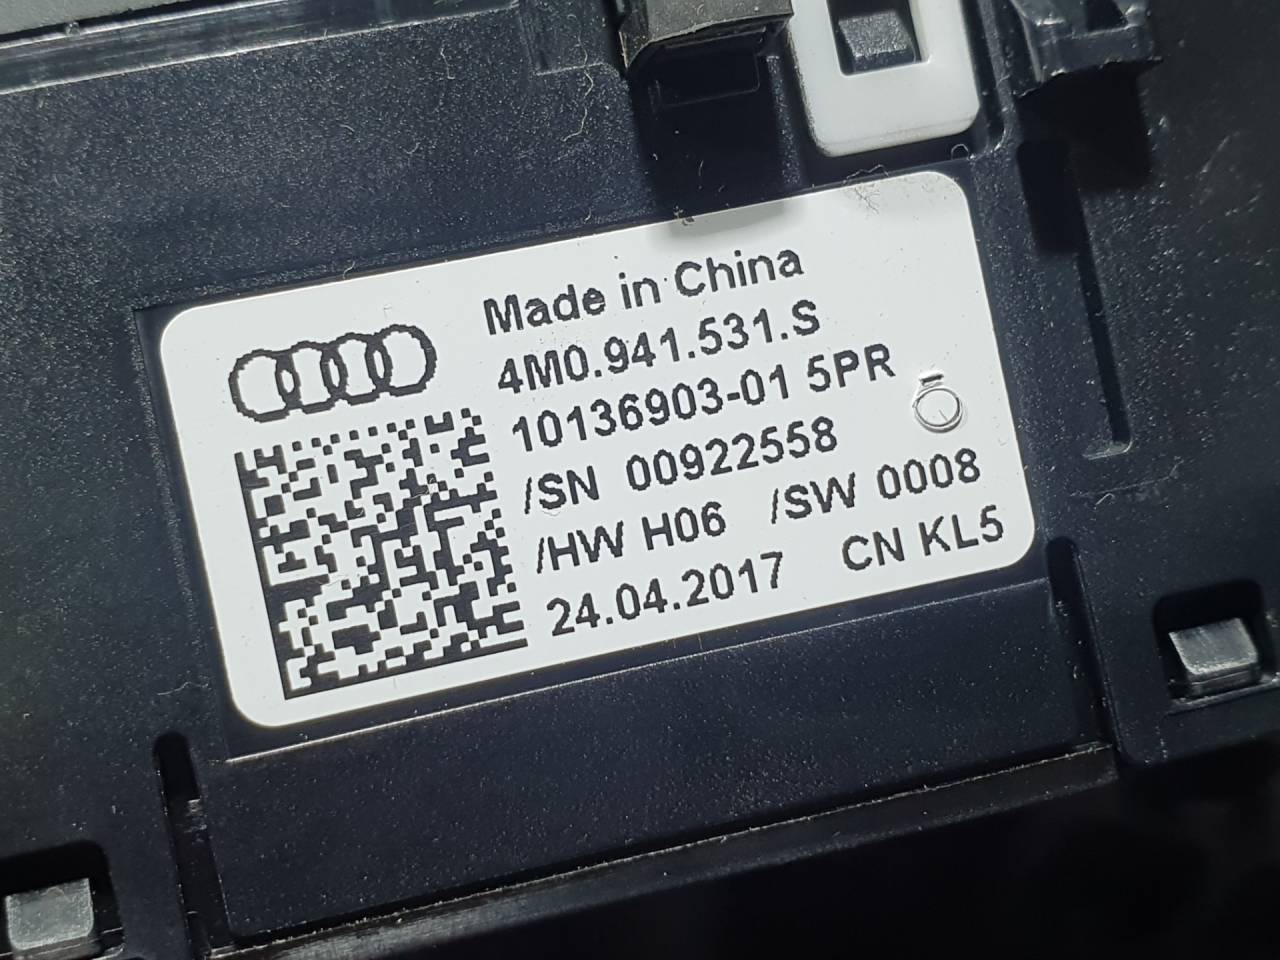 Made in China
4M0.941.531.S
10136903-01 5PR
/SN 00922558
/HW H06 /SW 0008
24.04.2017 CN KL5